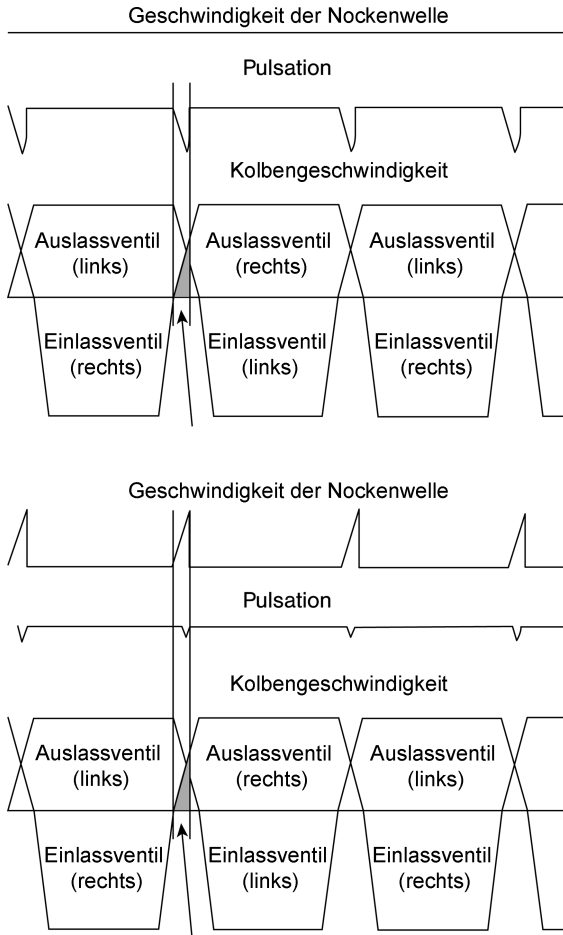 Geschwindigkeit der Nockenwelle
Pulsation
Kolbengeschwindigkeit
Auslassventil
(links)
Auslassventil
(rechts)
Auslassventil
(links)
Einlassventil
(rechts)
Einlassventil
(links)
Einlassventil
(rechts)
Geschwindigkeit der Nockenwelle
Pulsation
Kolbengeschwindigkeit
Auslassventil
(links)
Auslassventil
(rechts)
Auslassventil
(links)
Einlassventil
(rechts)
Einlassventil
(links)
Einlassventil
(rechts)